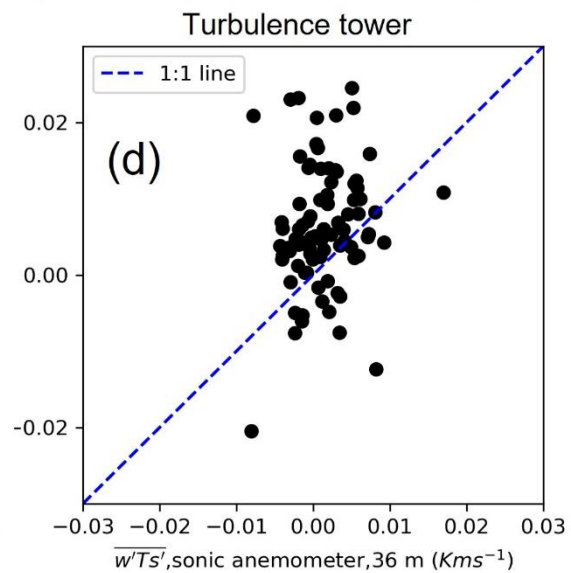 Turbulence tower
1:1 line
(d)
0.02
0.00
-0.02
−0.03 −0.02 −0.01 0.00 0.01 0.02 0.03
w'Ts',sonic anemometer,36 m (Kms⁻¹)